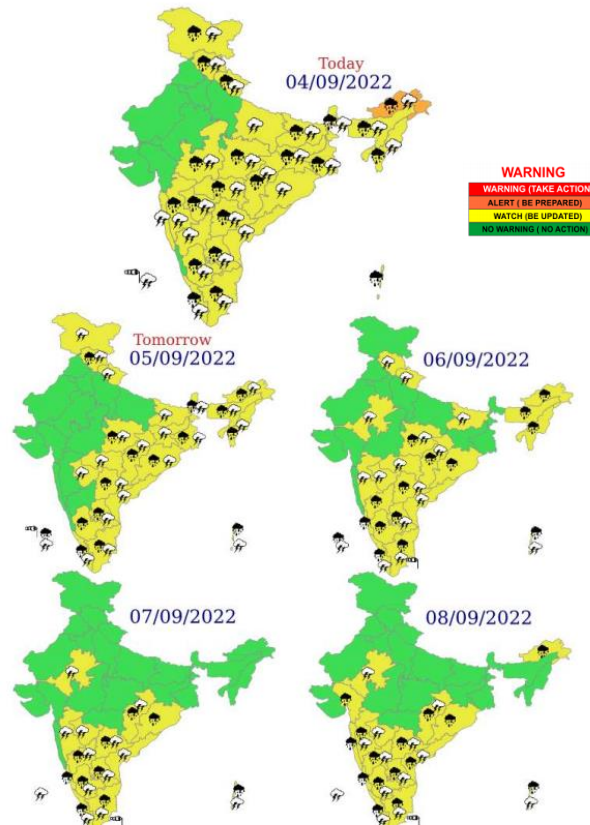 Today
04/09/2022
WARNING
WARNING (TAKE ACTION
ALERT ( BE PREPARED)
WATCH (BE UPDATED)
NO WARNING ( NO ACTION)
Tomorrow
05/09/2022
06/09/2022
07/09/2022
08/09/2022